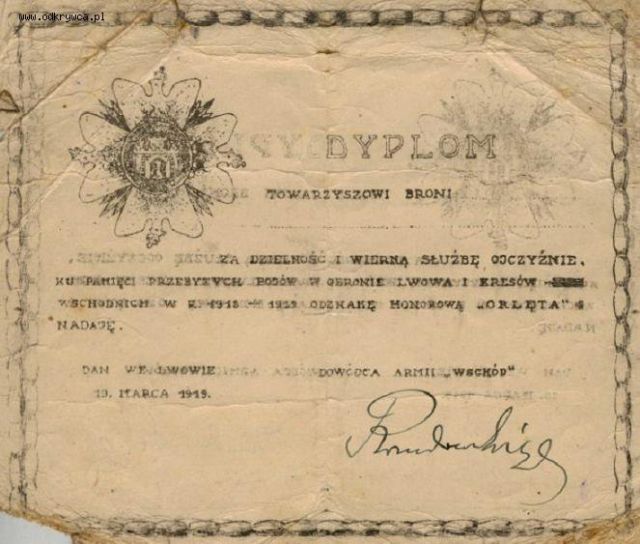 www.odkrywca.pl
DYPLOM
TOWARZYSZOWI BRONI
ZA DZIELNOŚĆ I WIERNĄ SŁUŻBĘ OJCZYŹNIE,
KU PAMIĘCI PRZEBYTYCH BOJÓW W OBRONIE LWOWA I KRESÓW
WSCHODNICH W R 1918 - 1919 ODZNAKĘ HONOROWĄ „ORLĘTA"
NADAJĘ.
DAN WE LWOWIE DOWÓDCA ARMII „WSCHÓD"
19. MARCA 1919.